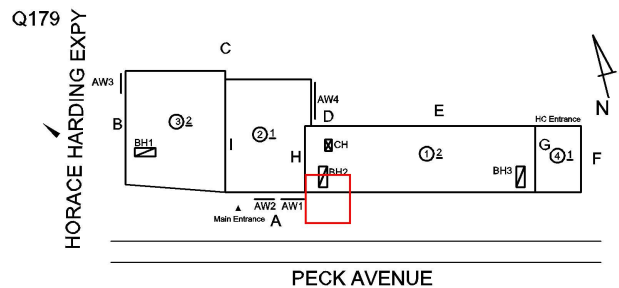 Q179
HORACE HARDING EXPY
C
AW3
B
③ 2
BH1
I
② 1
AW4
D
E
HC Entrance
N
H
CH
BH2
① 2
BH3
G
④ 1
F
Main Entrance
AW2
AW1
A
PECK AVENUE